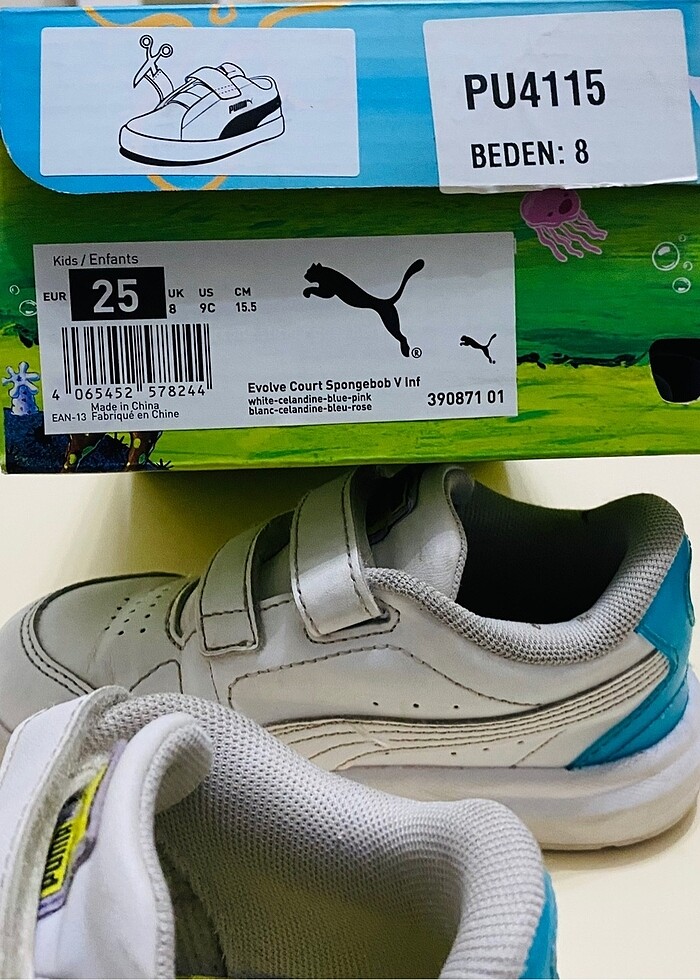 PUMA
PU4115
BEDEN: 8
Kids / Enfants
EUR 25 UK US CM
8 9C 15.5
4 065452 578244
Made in China
EAN-13 Fabriqué en Chine
®
Evolve Court Spongebob V Inf
white-celandine-blue-pink
blanc-celandine-bleu-rose
390871 01
PUMA